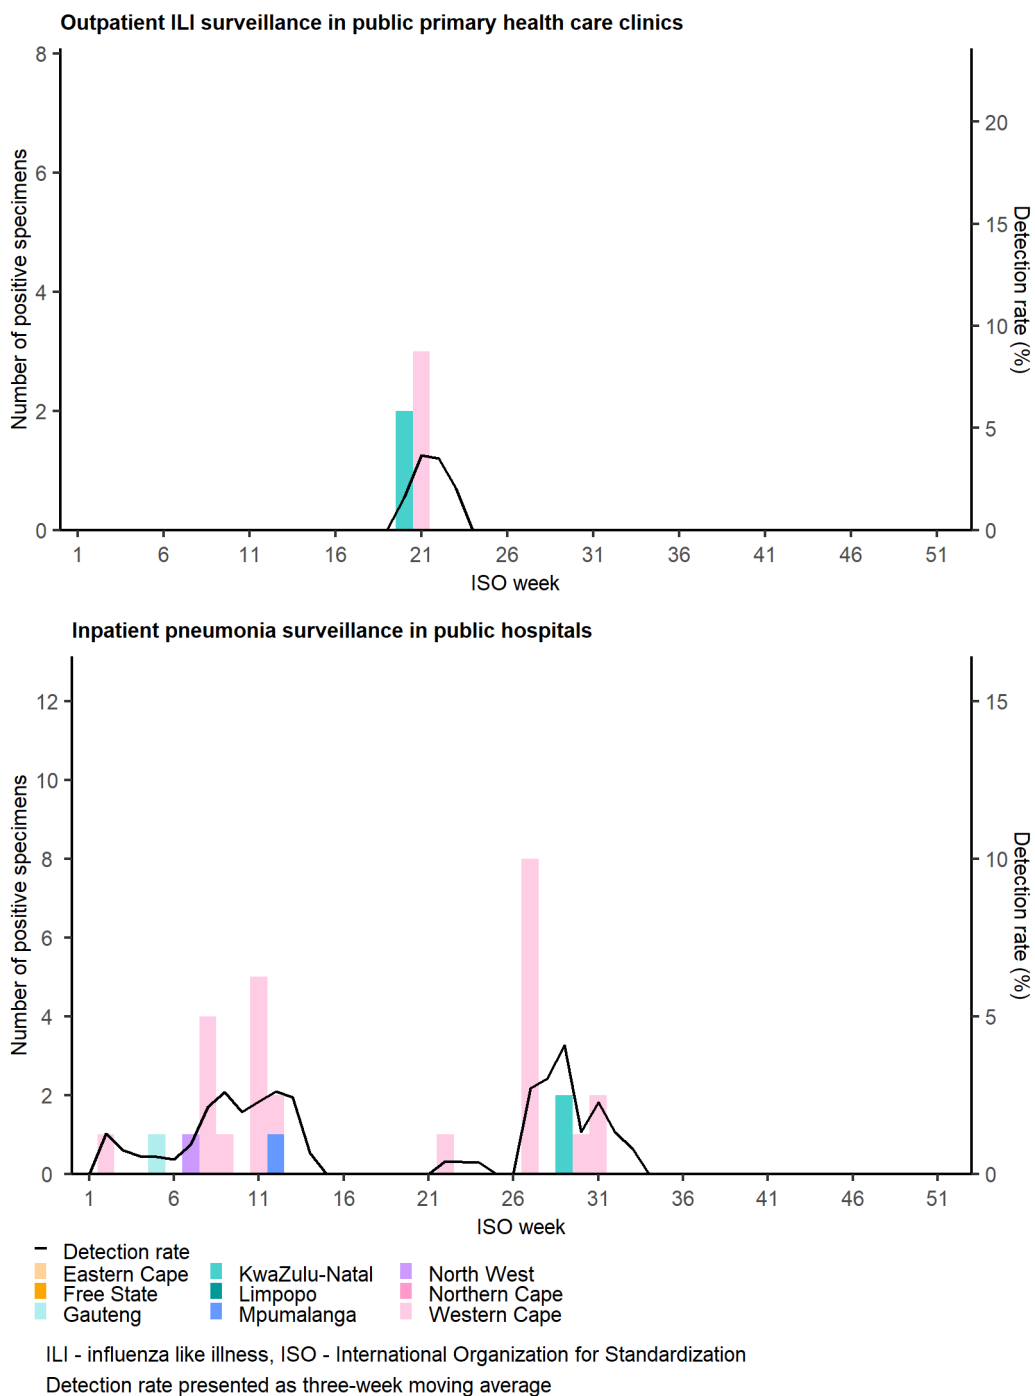 Outpatient ILI surveillance in public primary health care clinics
8
6
4
2
0
20
15
10
5
0
Number of positive specimens
Detection rate (%)
1 6 11 16 21 26 31 36 41 46 51
ISO week
Inpatient pneumonia surveillance in public hospitals
12
10
8
6
4
2
0
15
10
5
0
Number of positive specimens
Detection rate (%)
1 6 11 16 21 26 31 36 41 46 51
ISO week
Detection rate
Eastern Cape KwaZulu-Natal North West
Free State Limpopo Northern Cape
Gauteng Mpumalanga Western Cape
ILI - influenza like illness, ISO - International Organization for Standardization
Detection rate presented as three-week moving average